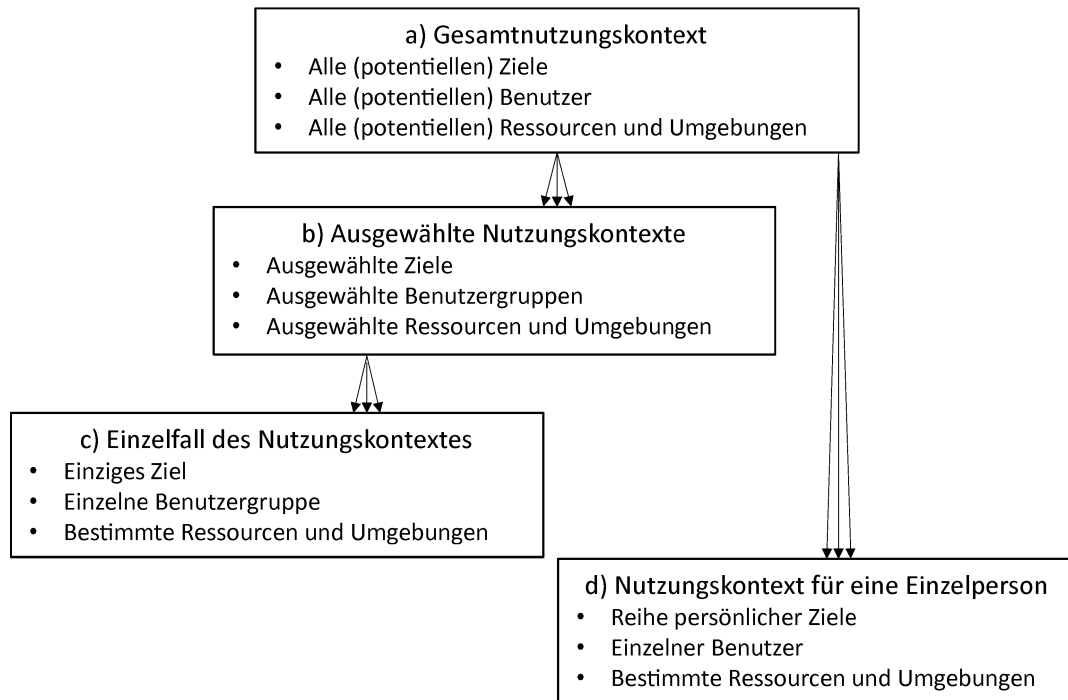 a) Gesamtnutzungskontext
• Alle (potentiellen) Ziele
• Alle (potentiellen) Benutzer
• Alle (potentiellen) Ressourcen und Umgebungen
b) Ausgewählte Nutzungskontexte
• Ausgewählte Ziele
• Ausgewählte Benutzergruppen
• Ausgewählte Ressourcen und Umgebungen
c) Einzelfall des Nutzungskontextes
• Einziges Ziel
• Einzelne Benutzergruppe
• Bestimmte Ressourcen und Umgebungen
d) Nutzungskontext für eine Einzelperson
• Reihe persönlicher Ziele
• Einzelner Benutzer
• Bestimmte Ressourcen und Umgebungen